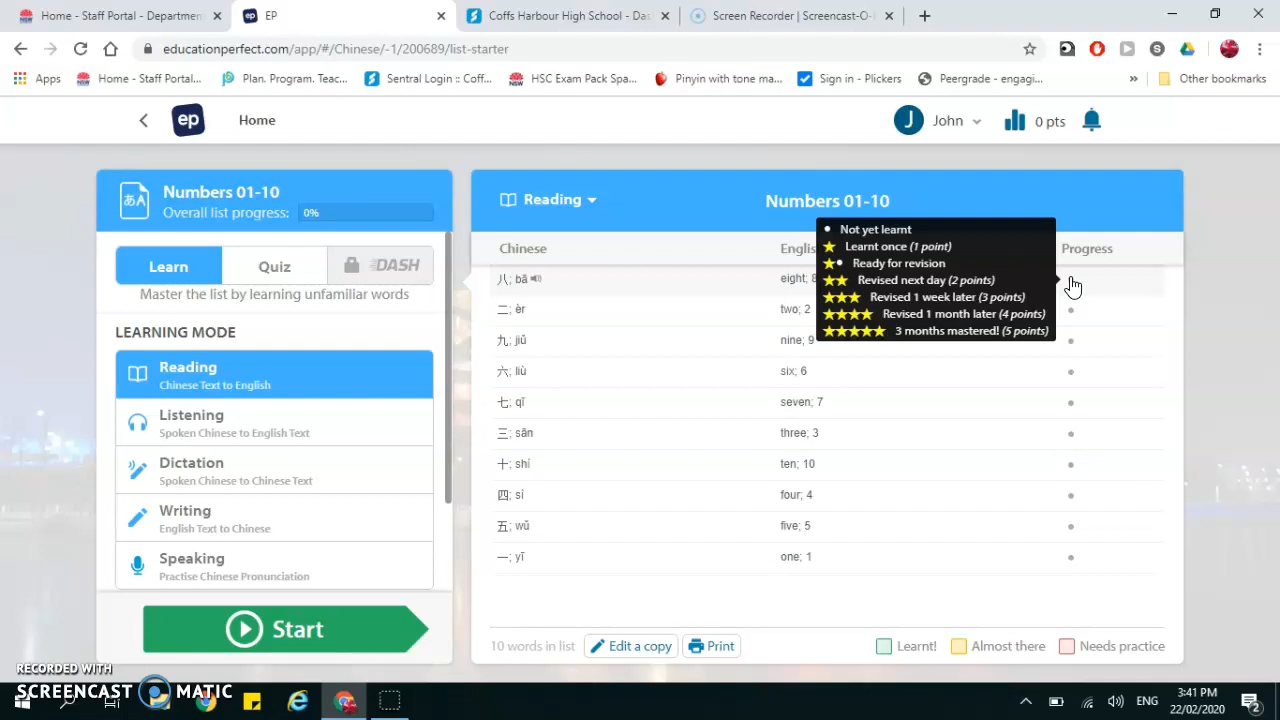 Home - Staff Portal - Department
EP
Coffs Harbour High School - Das
Screen Recorder | Screencast-O-
educationperfect.com/app/#/Chinese/-1/200689/list-starter
Apps
Home - Staff Portal...
Plan. Program. Teac...
Sentral Login :: Coff...
HSC Exam Pack Spa...
Pinyin with tone ma...
Sign in - Plickers
Peergrade - engagi...
Other bookmarks
ep
Home
J
John
0 pts
あA
Numbers 01-10
Overall list progress:
0%
Reading
Numbers 01-10
Learn
Quiz
DASH
Master the list by learning unfamiliar words
LEARNING MODE
Reading
Chinese Text to English
Listening
Spoken Chinese to English Text
Dictation
Spoken Chinese to Chinese Text
Writing
English Text to Chinese
Speaking
Practise Chinese Pronunciation
Start
Chinese
Progress
Not yet learnt
Learnt once (1 point)
Ready for revision
Revised next day (2 points)
Revised 1 week later (3 points)
Revised 1 month later (4 points)
3 months mastered! (5 points)
八; bā
eight; 8
二; èr
two; 2
九; jiǔ
nine; 9
六; liù
six; 6
七; qī
seven; 7
三; sān
three; 3
十; shí
ten; 10
四; sì
four; 4
五; wǔ
five; 5
一; yī
one; 1
10 words in list
Edit a copy
Print
Learnt!
Almost there
Needs practice
RECORDED WITH
SCREENCAST MATIC
ENG
3:41 PM
22/02/2020
2